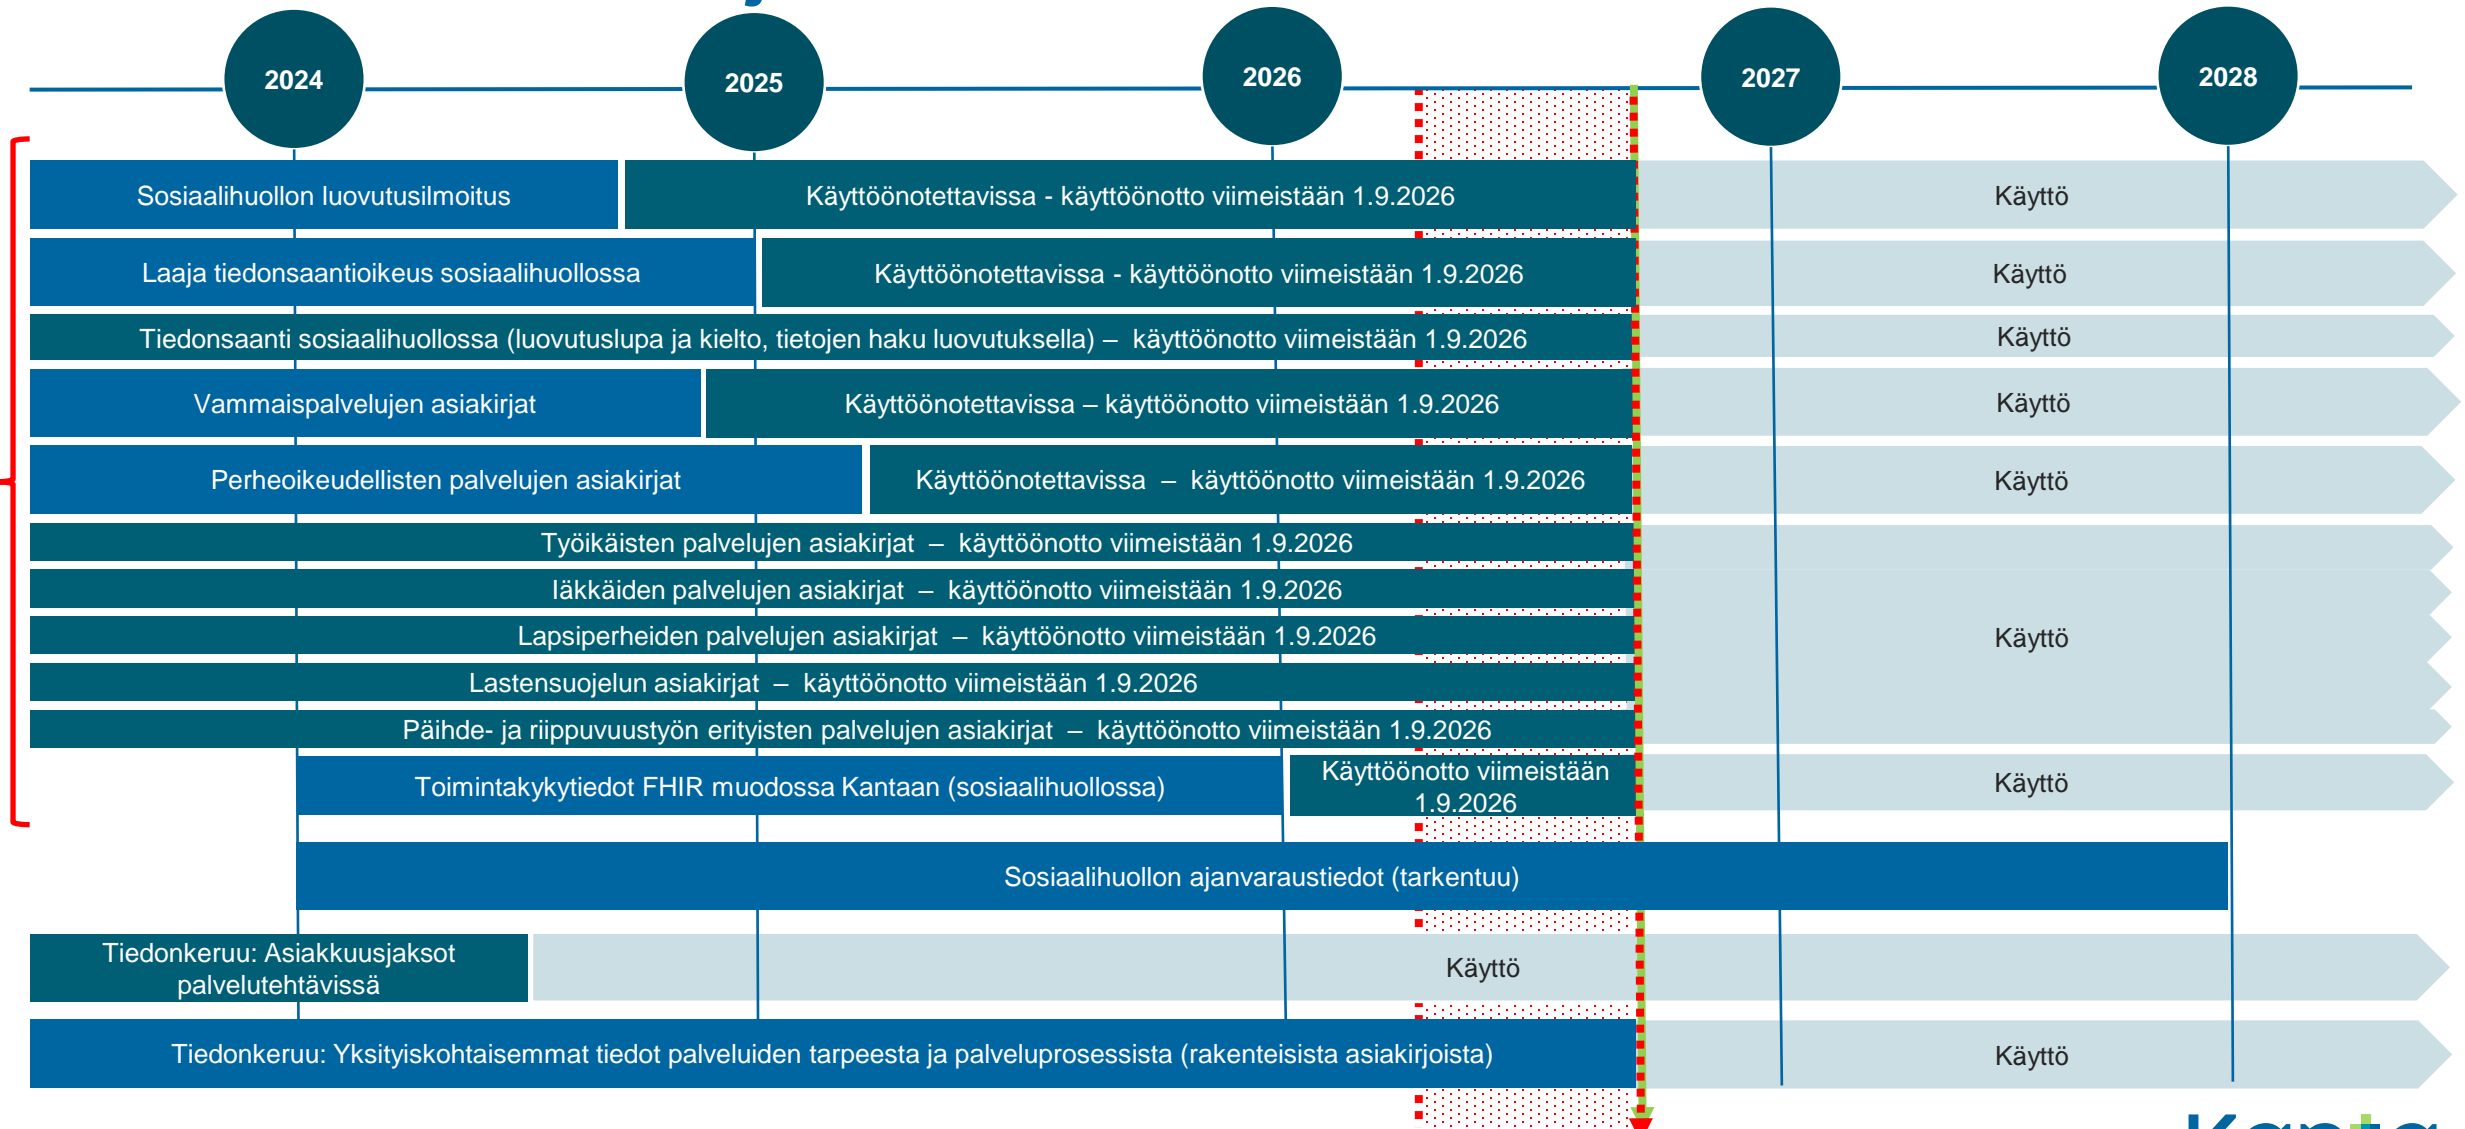 2024
2025
2026
2027
2028
Sosiaalihuollon luovutusilmoitus
Käyttöönotettavissa - käyttöönotto viimeistään 1.9.2026
Käyttö
Laaja tiedonsaantioikeus sosiaalihuollossa
Käyttöönotettavissa - käyttöönotto viimeistään 1.9.2026
Käyttö
Tiedonsaanti sosiaalihuollossa (luovutuslupa ja kielto, tietojen haku luovutuksella) – käyttöönotto viimeistään 1.9.2026
Käyttö
Vammaispalvelujen asiakirjat
Käyttöönotettavissa – käyttöönotto viimeistään 1.9.2026
Käyttö
Perheoikeudellisten palvelujen asiakirjat
Käyttöönotettavissa – käyttöönotto viimeistään 1.9.2026
Käyttö
Työikäisten palvelujen asiakirjat – käyttöönotto viimeistään 1.9.2026
Iäkkäiden palvelujen asiakirjat – käyttöönotto viimeistään 1.9.2026
Lapsiperheiden palvelujen asiakirjat – käyttöönotto viimeistään 1.9.2026
Käyttö
Lastensuojelun asiakirjat – käyttöönotto viimeistään 1.9.2026
Päihde- ja riippuvuustyön erityisten palvelujen asiakirjat – käyttöönotto viimeistään 1.9.2026
Toimintakykytiedot FHIR muodossa Kantaan (sosiaalihuollossa)
Käyttöönotto viimeistään
1.9.2026
Käyttö
Sosiaalihuollon ajanvaraustiedot (tarkentuu)
Tiedonkeruu: Asiakkuusjaksot
palvelutehtävissä
Käyttö
Tiedonkeruu: Yksityiskohtaisemmat tiedot palveluiden tarpeesta ja palveluprosessista (rakenteisista asiakirjoista)
Käyttö
Kanta